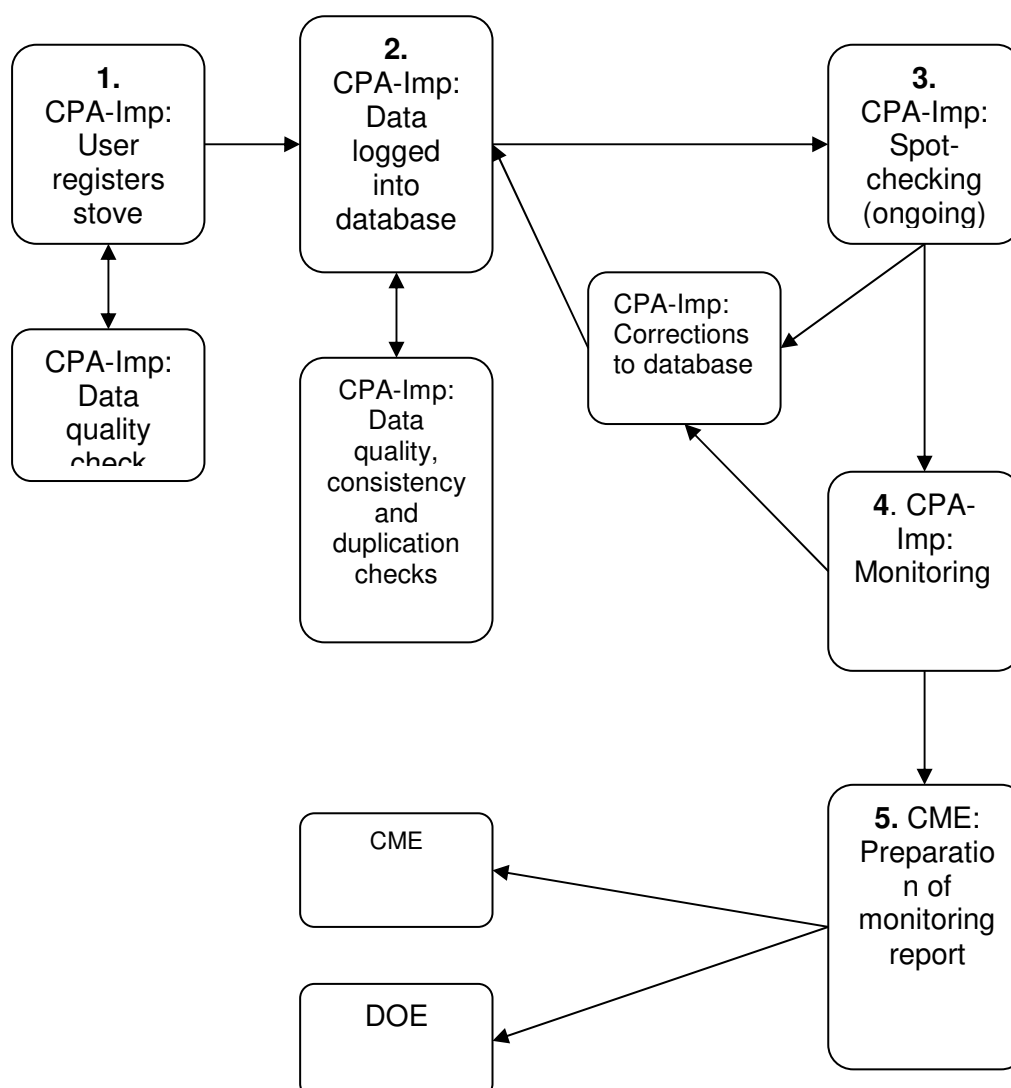 1.
CPA-Imp:
User
registers
stove
2.
CPA-Imp:
Data
logged
into
database
3.
CPA-Imp:
Spot-
checking
(ongoing)
CPA-Imp:
Corrections
to database
CPA-Imp:
Data
quality
check
CPA-Imp:
Data
quality,
consistency
and
duplication
checks
4. CPA-
Imp:
Monitoring
5. CME:
Preparatio
n of
monitoring
report
CME
DOE